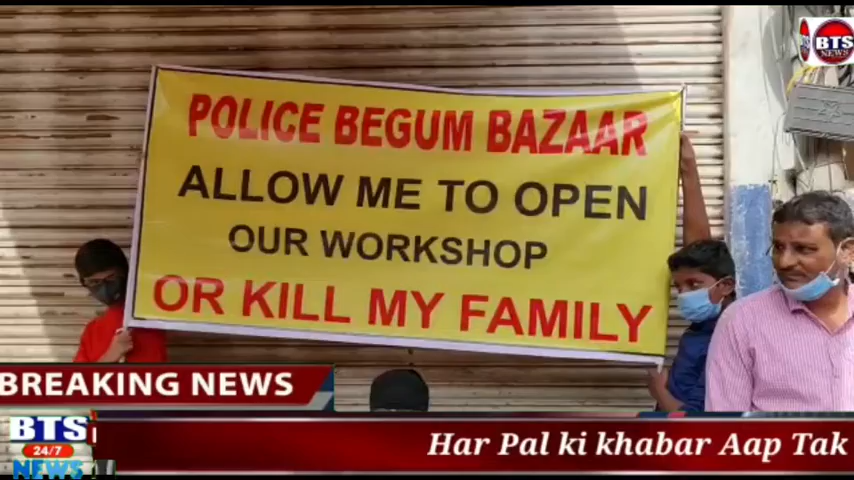 BTS
NEWS
POLICE BEGUM BAZAAR
ALLOW ME TO OPEN
OUR WORKSHOP
OR KILL MY FAMILY
BREAKING NEWS
BTS
24/7
NEWS
Har Pal ki khabar Aap Tak